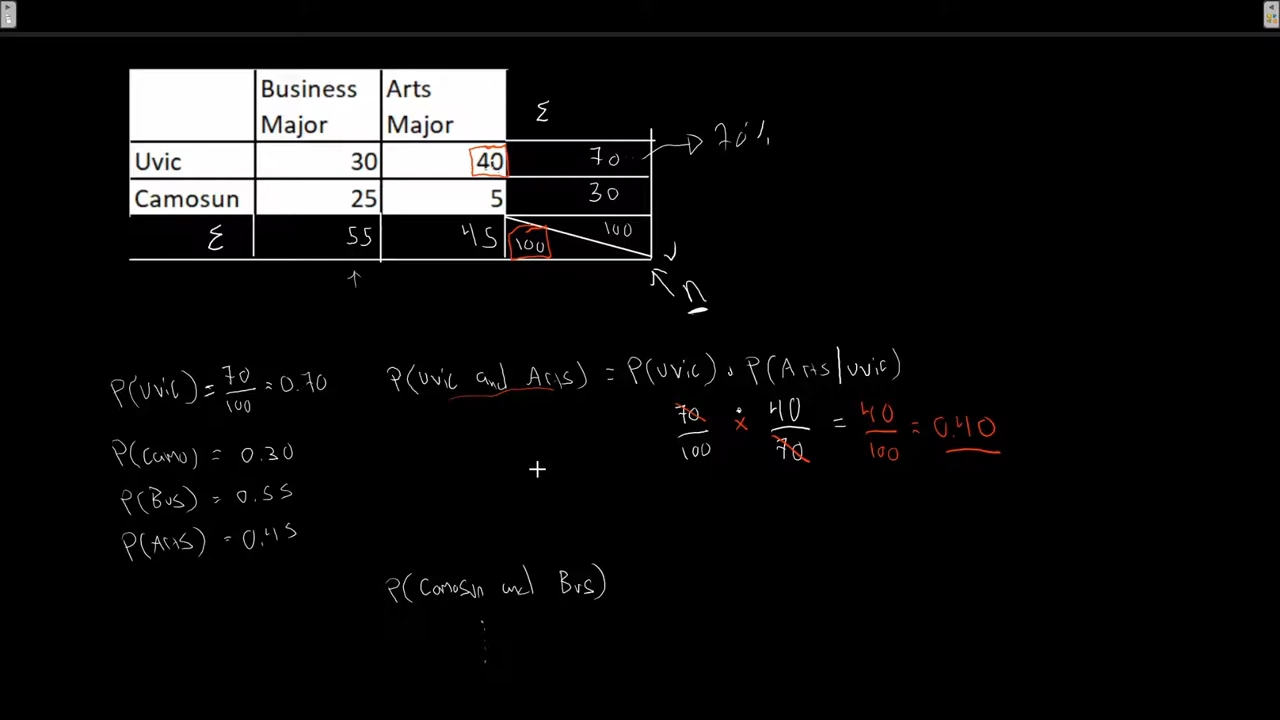 Business Major Arts Major Σ
Uvic 30 40 70 → 70%
Camosun 25 5 30
Σ 55 45 100 100
↑ n
P(Uvic) = 70/100 = 0.70
P(Camo) = 0.30
P(Bus) = 0.55
P(Arts) = 0.45
P(Uvic and Arts) = P(Uvic) · P(Arts|Uvic)
70/100 × 40/70 = 40/100 = 0.40
P(Camosun and Bus)